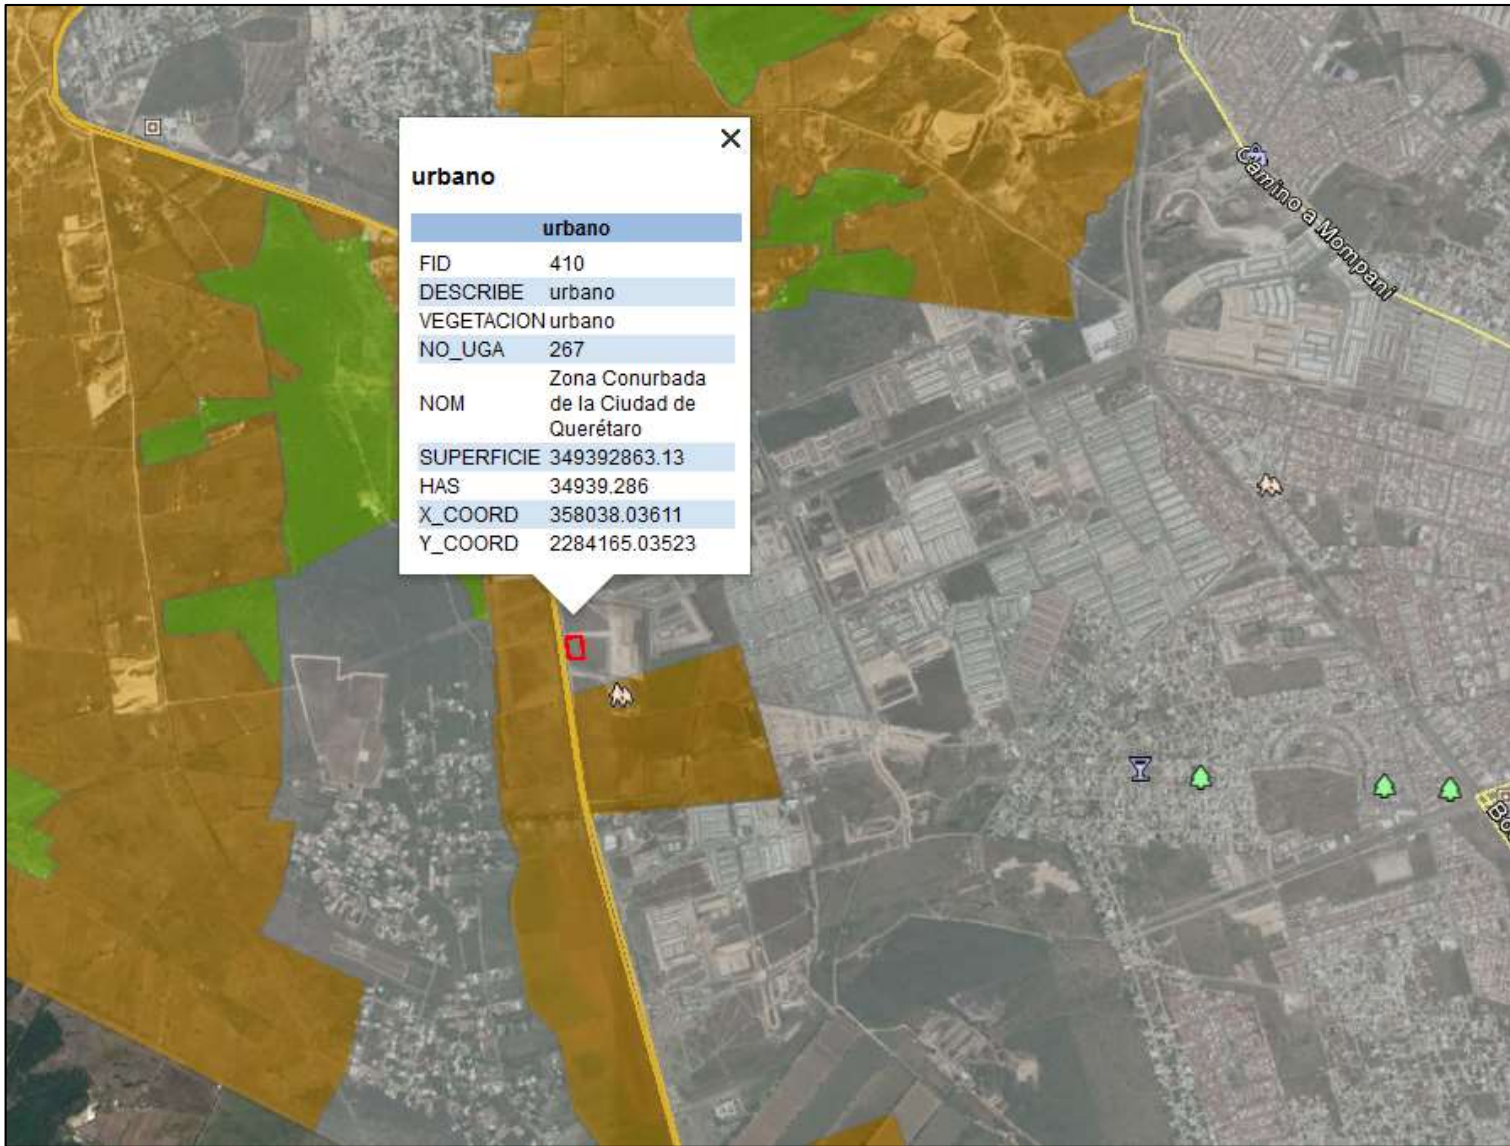 urbano
urbano
FID 410
DESCRIBE urbano
VEGETACION urbano
NO_UGA 267
NOM Zona Conurbada
de la Ciudad de
Querétaro
SUPERFICIE 349392863.13
HAS 34939.286
X_COORD 358038.03611
Y_COORD 2284165.03523
Camino a Mompaní